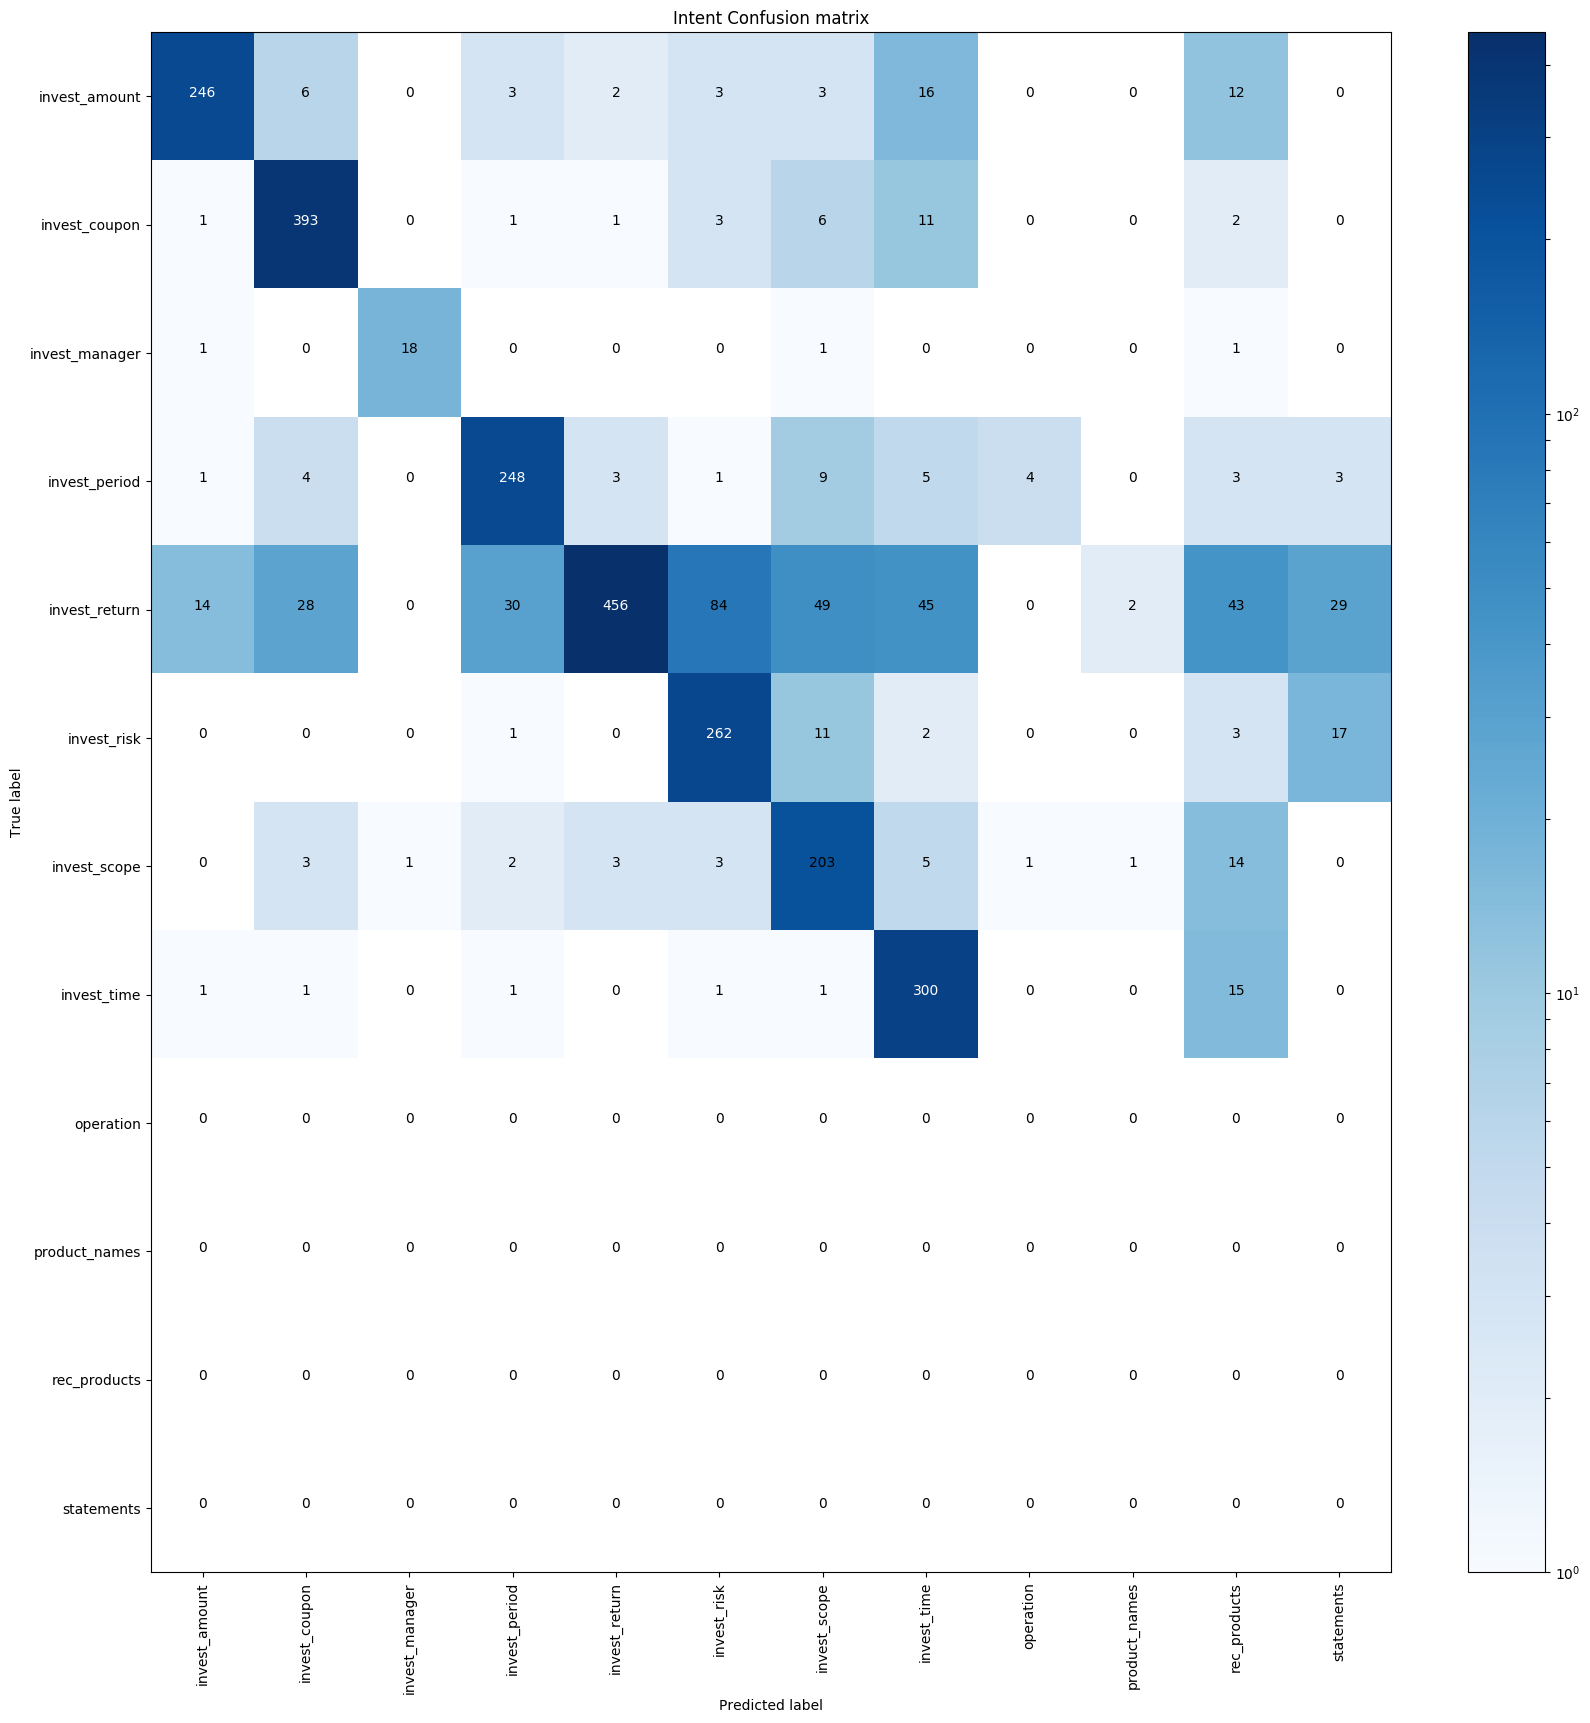 Intent Confusion matrix
invest_amount 246 6 0 3 2 3 3 16 0 0 12 0
invest_coupon 1 393 0 1 1 3 6 11 0 0 2 0
invest_manager 1 0 18 0 0 0 1 0 0 0 1 0
10²
invest_period 1 4 0 248 3 1 9 5 4 0 3 3
invest_return 14 28 0 30 456 84 49 45 0 2 43 29
invest_risk 0 0 0 1 0 262 11 2 0 0 3 17
True label
invest_scope 0 3 1 2 3 3 203 5 1 1 14 0
invest_time 1 1 0 1 0 1 1 300 0 0 15 0
10¹
operation 0 0 0 0 0 0 0 0 0 0 0 0
product_names 0 0 0 0 0 0 0 0 0 0 0 0
rec_products 0 0 0 0 0 0 0 0 0 0 0 0
statements 0 0 0 0 0 0 0 0 0 0 0 0
10⁰
invest_amount
invest_coupon
invest_manager
invest_period
invest_return
invest_risk
invest_scope
invest_time
operation
product_names
rec_products
statements
Predicted label